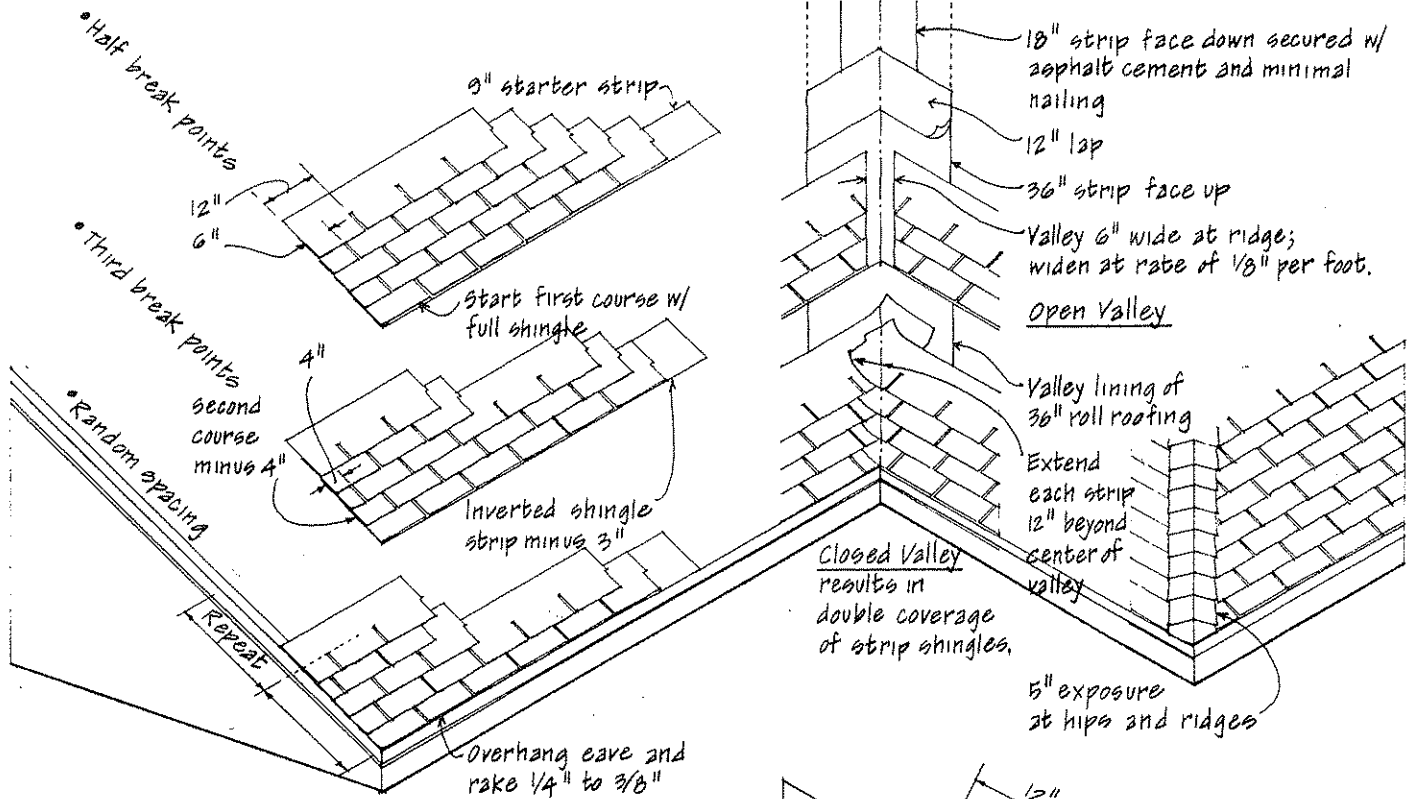 • Half break points
9" starter strip
12"
6"
Start first course w/
full shingle
• Third break points
4"
second
course
minus 4"
Inverted shingle
strip minus 3"
• Random spacing
Repeat
Overhang eave and
rake 1/4" to 3/8"
18" strip face down secured w/
asphalt cement and minimal
nailing
12" lap
36" strip face up
Valley 6" wide at ridge;
widen at rate of 1/8" per foot.
Open Valley
Valley lining of
36" roll roofing
Extend
each strip
12" beyond
center of
valley
Closed Valley
results in
double coverage
of strip shingles.
5" exposure
at hips and ridges
12"